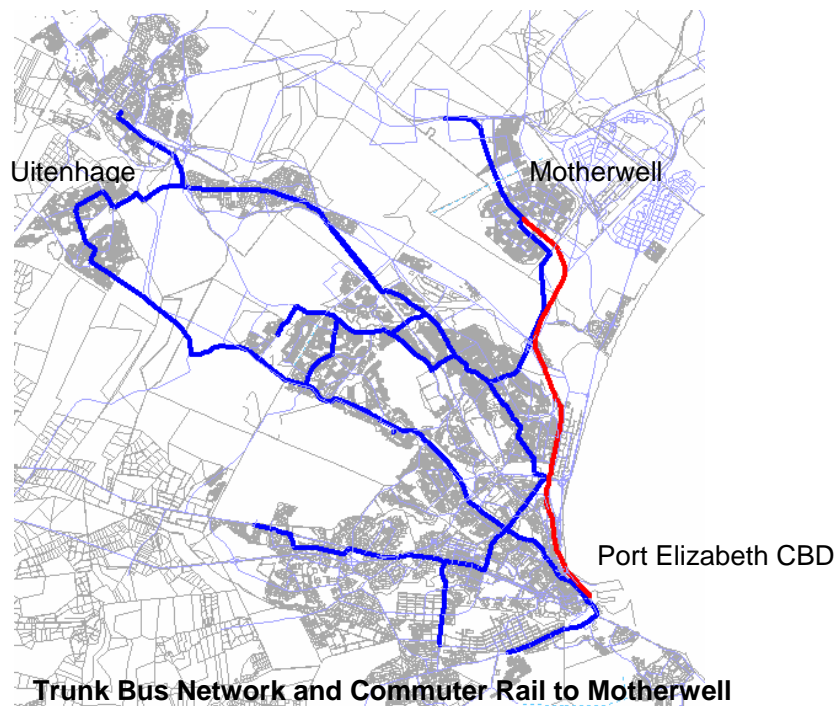 Uitenhage
Motherwell
Port Elizabeth CBD
Trunk Bus Network and Commuter Rail to Motherwell